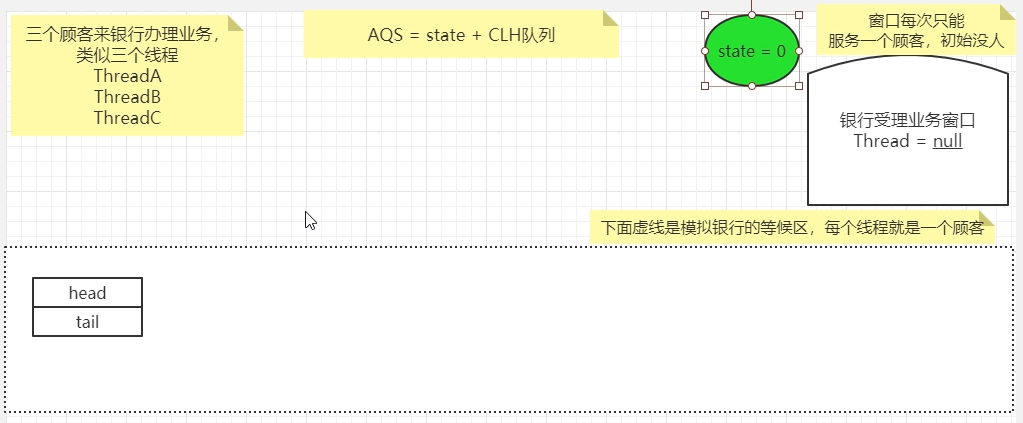 三个顾客来银行办理业务，
类似三个线程
ThreadA
ThreadB
ThreadC
AQS = state + CLH队列
state = 0
窗口每次只能
服务一个顾客，初始没人
银行受理业务窗口
Thread = null
下面虚线是模拟银行的等候区，每个线程就是一个顾客
head
tail